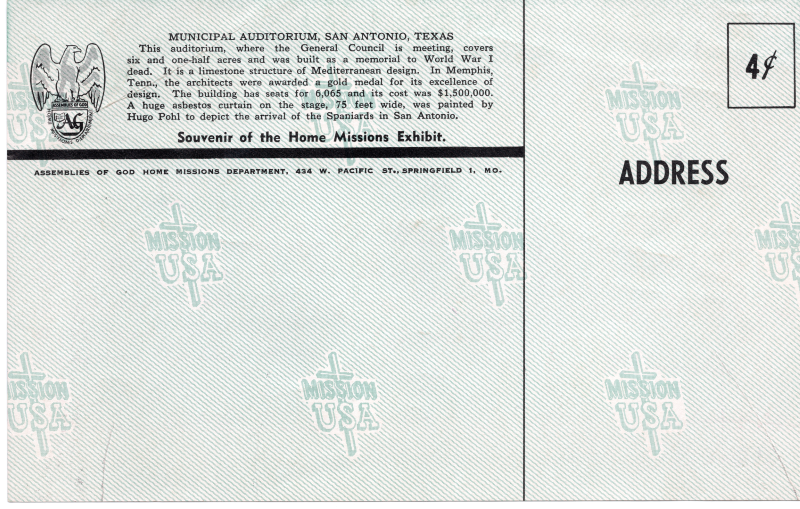 MUNICIPAL AUDITORIUM, SAN ANTONIO, TEXAS
This auditorium, where the General Council is meeting, covers
six and one-half acres and was built as a memorial to World War I
dead. It is a limestone structure of Mediterranean design. In Memphis,
Tenn., the architects were awarded a gold medal for its excellence of
design. The building has seats for 6,065 and its cost was $1,500,000.
A huge asbestos curtain on the stage, 75 feet wide, was painted by
Hugo Pohl to depict the arrival of the Spaniards in San Antonio.
Souvenir of the Home Missions Exhibit.
ASSEMBLIES OF GOD
AG
ASSEMBLIES OF GOD HOME MISSIONS DEPARTMENT, 434 W. PACIFIC ST., SPRINGFIELD 1, MO.
4¢
ADDRESS
MISSION
USA
MISSION
USA
MISSION
USA
MISSION
USA
MISSION
USA
MISSION
USA
MISSION
USA